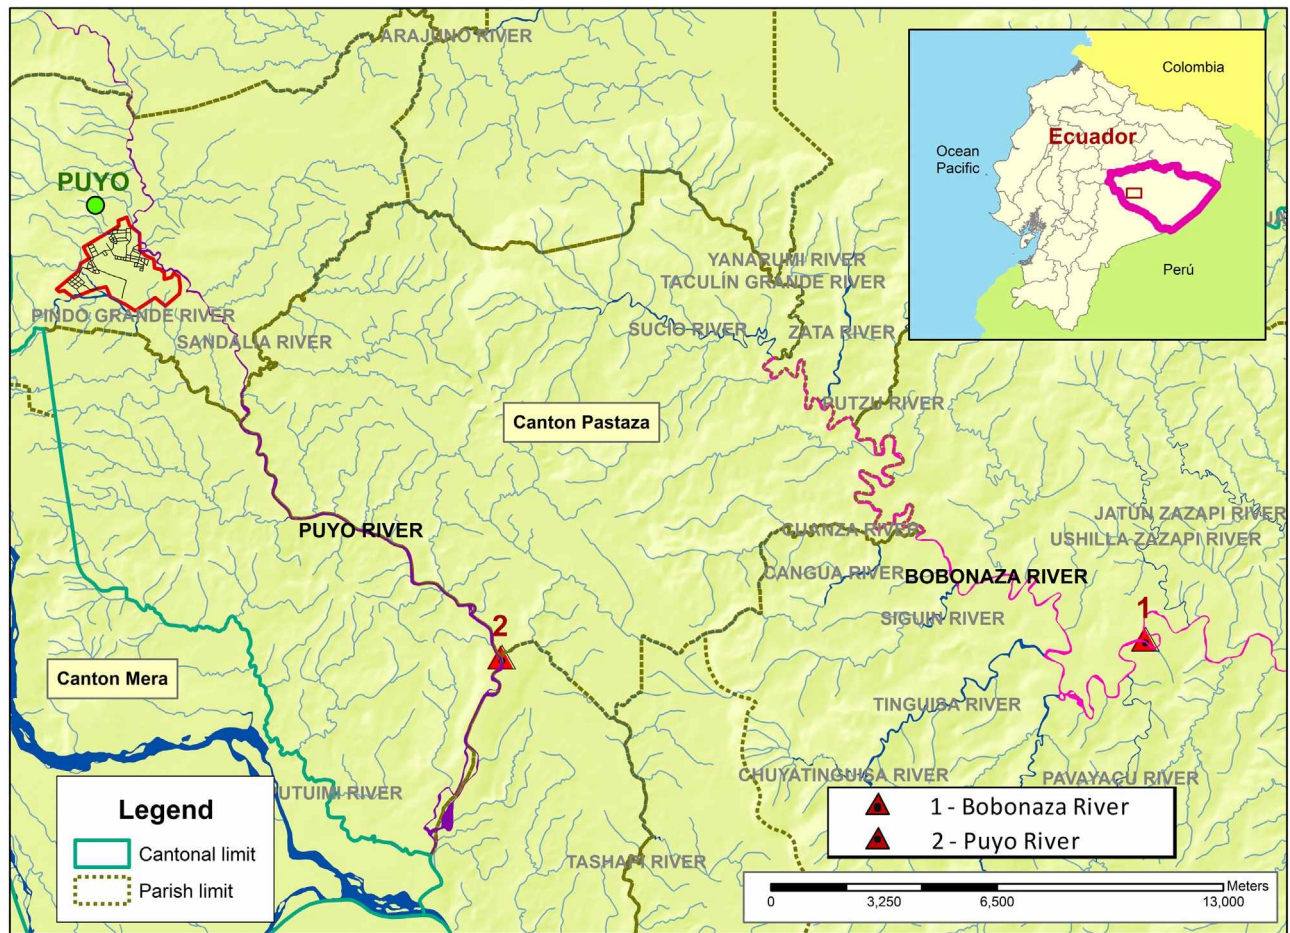 ARAJUNO RIVER
Colombia
Ecuador
Ocean
Pacific
Perú
PUYO
YANARUMI RIVER
TACULÍN GRANDE RIVER
PINDO GRANDE RIVER
SANDALIA RIVER
SUCIO RIVER
ZATA RIVER
PUTZU RIVER
Canton Pastaza
PUYO RIVER
CHANZA RIVER
JATUN ZAZAPI RIVER
USHILLA ZAZAPI RIVER
CANGUA RIVER
BOBONAZA RIVER
SIGUIN RIVER
1
2
Canton Mera
TINGUISA RIVER
CHUYATINGUISA RIVER
PAVAYACU RIVER
UTUIMI RIVER
TASHAPI RIVER
Legend
Cantonal limit
Parish limit
1 - Bobonaza River
2 - Puyo River
Meters
0 3,250 6,500 13,000